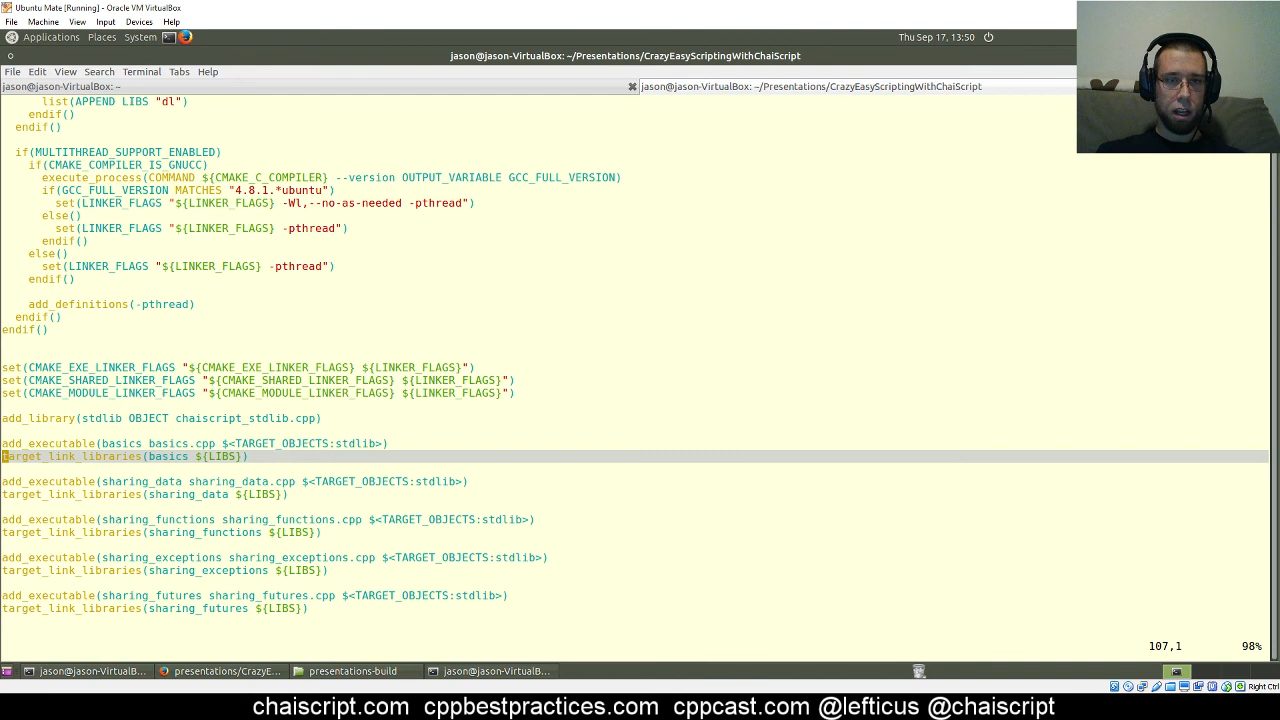 Ubuntu Mate [Running] - Oracle VM VirtualBox
File Machine View Input Devices Help
Applications Places System Thu Sep 17, 13:50
jason@jason-VirtualBox: ~/Presentations/CrazyEasyScriptingWithChaiScript
File Edit View Search Terminal Tabs Help
jason@jason-VirtualBox: ~ jason@jason-VirtualBox: ~/Presentations/CrazyEasyScriptingWithChaiScript
list(APPEND LIBS "dl")
endif()
endif()
if(MULTITHREAD_SUPPORT_ENABLED)
if(CMAKE_COMPILER_IS_GNUCC)
execute_process(COMMAND ${CMAKE_C_COMPILER} --version OUTPUT_VARIABLE GCC_FULL_VERSION)
if(GCC_FULL_VERSION MATCHES "4.8.1.*ubuntu")
set(LINKER_FLAGS "${LINKER_FLAGS} -Wl,--no-as-needed -pthread")
else()
set(LINKER_FLAGS "${LINKER_FLAGS} -pthread")
endif()
else()
set(LINKER_FLAGS "${LINKER_FLAGS} -pthread")
endif()
add_definitions(-pthread)
endif()
endif()
set(CMAKE_EXE_LINKER_FLAGS "${CMAKE_EXE_LINKER_FLAGS} ${LINKER_FLAGS}")
set(CMAKE_SHARED_LINKER_FLAGS "${CMAKE_SHARED_LINKER_FLAGS} ${LINKER_FLAGS}")
set(CMAKE_MODULE_LINKER_FLAGS "${CMAKE_MODULE_LINKER_FLAGS} ${LINKER_FLAGS}")
add_library(stdlib OBJECT chaiscript_stdlib.cpp)
add_executable(basics basics.cpp $<TARGET_OBJECTS:stdlib>)
target_link_libraries(basics ${LIBS})
add_executable(sharing_data sharing_data.cpp $<TARGET_OBJECTS:stdlib>)
target_link_libraries(sharing_data ${LIBS})
add_executable(sharing_functions sharing_functions.cpp $<TARGET_OBJECTS:stdlib>)
target_link_libraries(sharing_functions ${LIBS})
add_executable(sharing_exceptions sharing_exceptions.cpp $<TARGET_OBJECTS:stdlib>)
target_link_libraries(sharing_exceptions ${LIBS})
add_executable(sharing_futures sharing_futures.cpp $<TARGET_OBJECTS:stdlib>)
target_link_libraries(sharing_futures ${LIBS})
107,1 98%
jason@jason-VirtualB... presentations/CrazyE... presentations-build jason@jason-VirtualB...
Right Ctrl
chaiscript.com cppbestpractices.com cppcast.com @lefticus @chaiscript